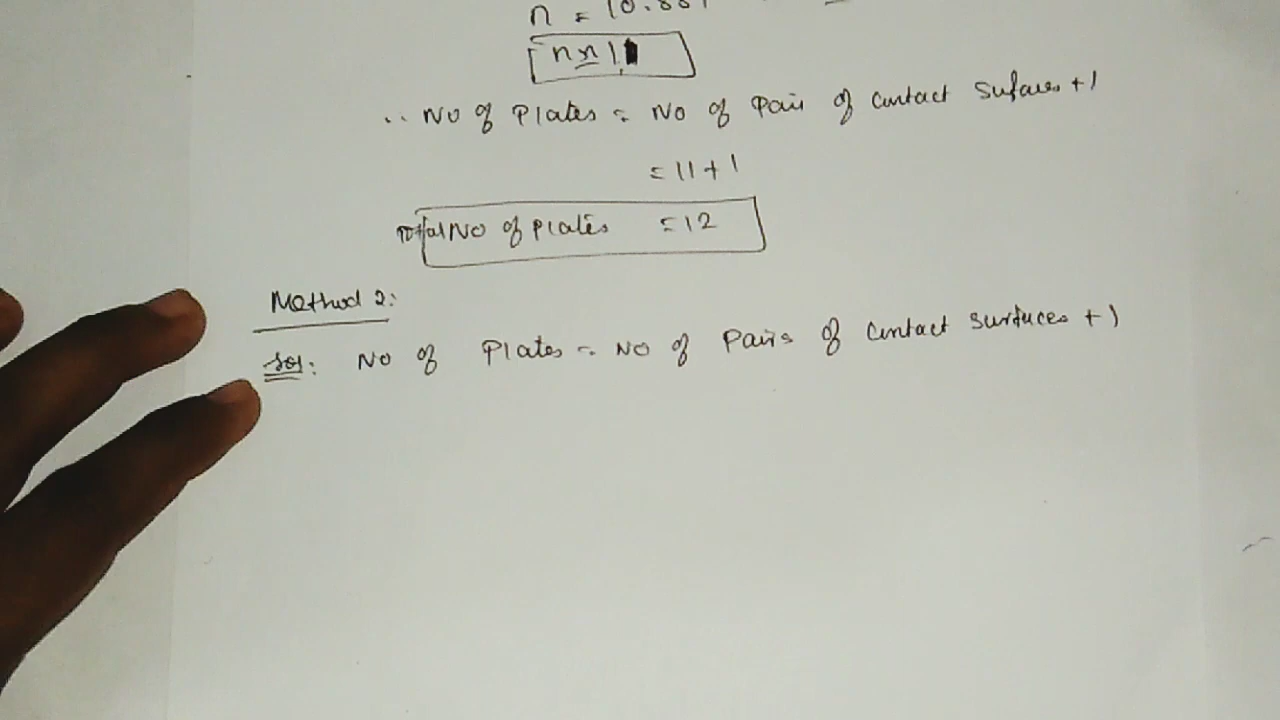 n = 10.
n ≈ 11
∴ No of Plates = No of Pair of Contact Sufaces + 1
= 11 + 1
Total No of Plates = 12
Method 2:
Sol: No of Plates = No of Pairs of Contact Surfaces + 1